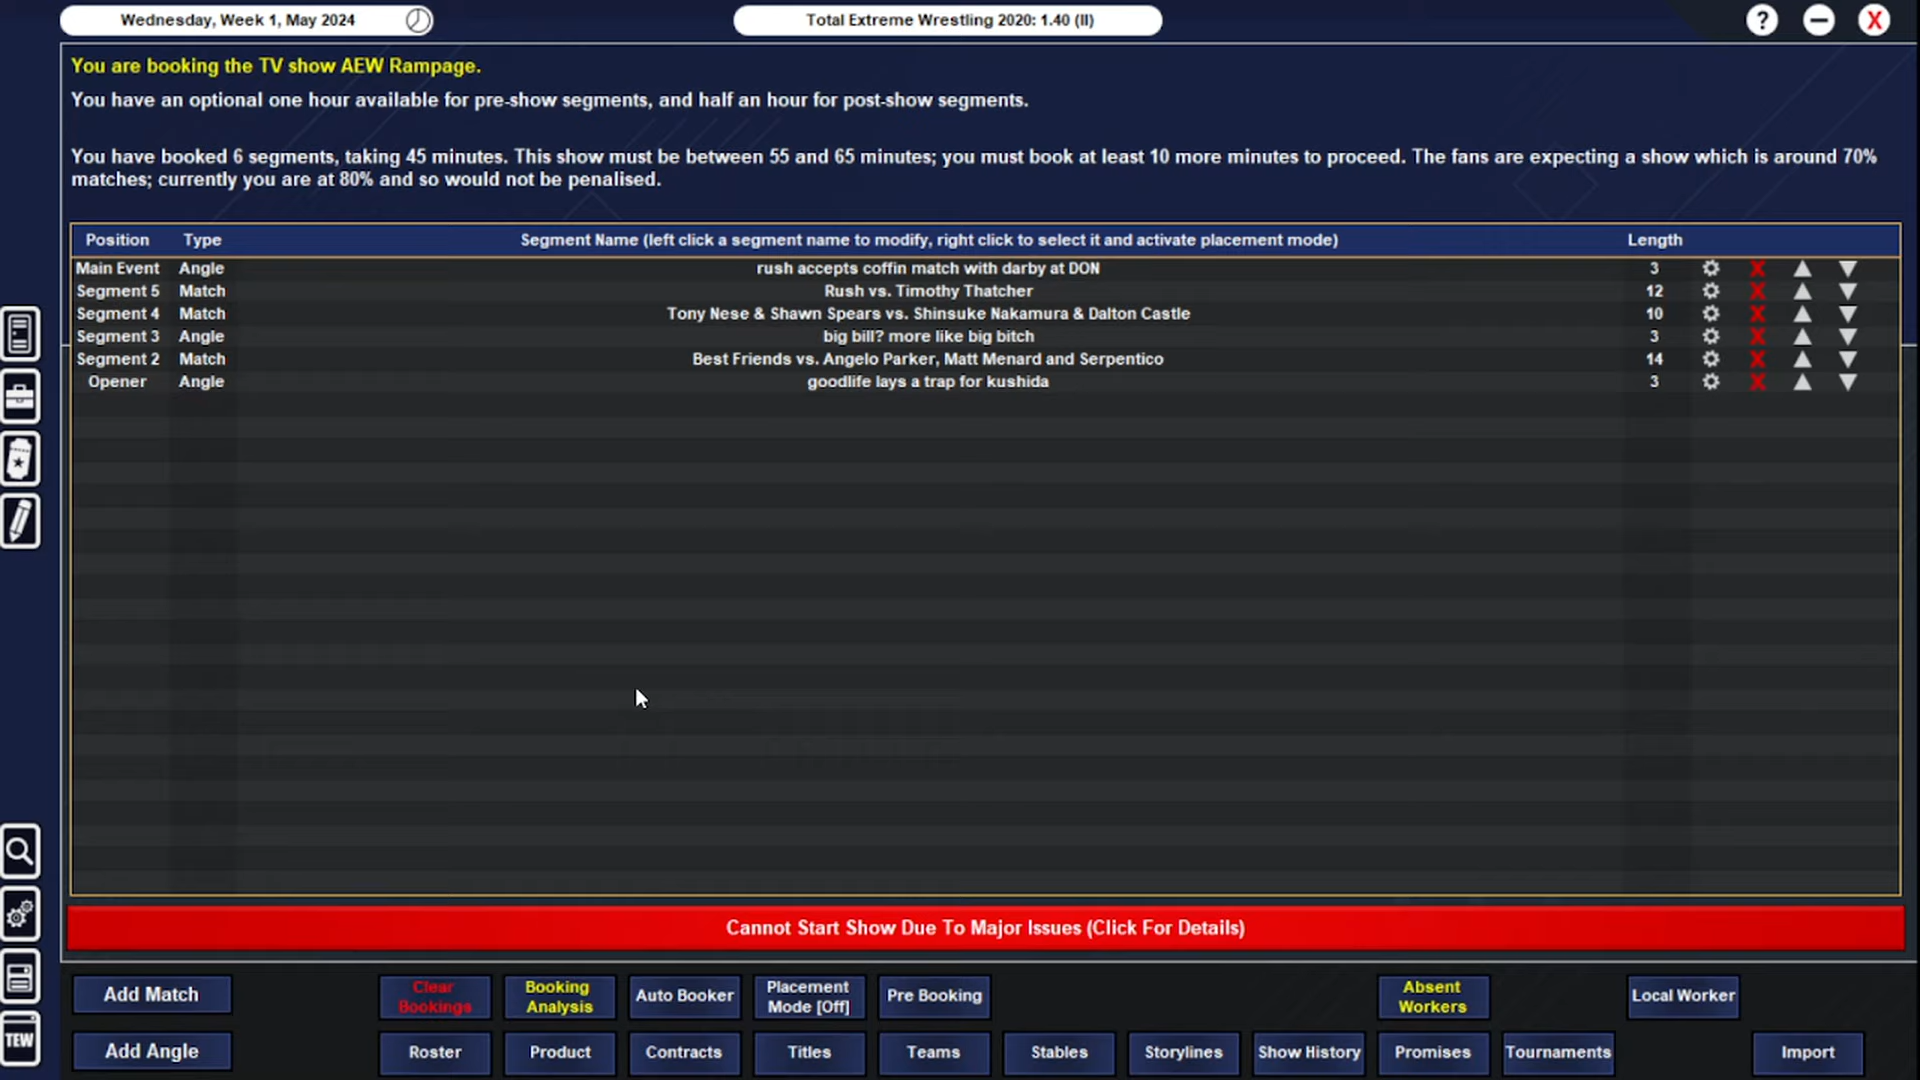 Wednesday, Week 1, May 2024
Total Extreme Wrestling 2020: 1.40 (II)
? X
You are booking the TV show AEW Rampage.
You have an optional one hour available for pre-show segments, and half an hour for post-show segments.
You have booked 6 segments, taking 45 minutes. This show must be between 55 and 65 minutes; you must book at least 10 more minutes to proceed. The fans are expecting a show which is around 70%
matches; currently you are at 80% and so would not be penalised.
Position Type Segment Name (left click a segment name to modify, right click to select it and activate placement mode) Length
Main Event Angle rush accepts coffin match with darby at DON 3 X
Segment 5 Match Rush vs. Timothy Thatcher 12 X
Segment 4 Match Tony Nese & Shawn Spears vs. Shinsuke Nakamura & Dalton Castle 10 X
Segment 3 Angle big bill? more like big bitch 3 X
Segment 2 Match Best Friends vs. Angelo Parker, Matt Menard and Serpentico 14 X
Opener Angle goodlife lays a trap for kushida 3 X
Cannot Start Show Due To Major Issues (Click For Details)
Add Match
Clear
Bookings
Booking
Analysis
Auto Booker
Placement
Mode [Off]
Pre Booking
Absent
Workers
Local Worker
TEW
Add Angle
Roster
Product
Contracts
Titles
Teams
Stables
Storylines
Show History
Promises
Tournaments
Import